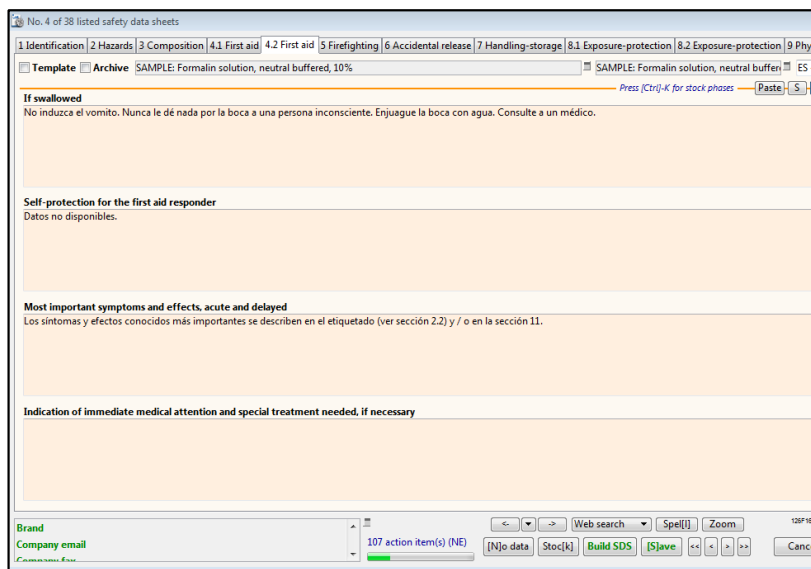 No. 4 of 38 listed safety data sheets
1 Identification 2 Hazards 3 Composition 4.1 First aid 4.2 First aid 5 Firefighting 6 Accidental release 7 Handling-storage 8.1 Exposure-protection 8.2 Exposure-protection 9 Phy
Template Archive SAMPLE: Formalin solution, neutral buffered, 10% SAMPLE: Formalin solution, neutral buffer ES
Press [Ctrl]-K for stock phases Paste S
If swallowed
No induzca el vomito. Nunca le dé nada por la boca a una persona inconsciente. Enjuague la boca con agua. Consulte a un médico.
Self-protection for the first aid responder
Datos no disponibles.
Most important symptoms and effects, acute and delayed
Los síntomas y efectos conocidos más importantes se describen en el etiquetado (ver sección 2.2) y / o en la sección 11.
Indication of immediate medical attention and special treatment needed, if necessary
Brand
Company email
Company fax
107 action item(s) (NE)
<- -> Web search Spel[l] Zoom
[N]o data Stoc[k] Build SDS [S]ave << < > >> Canc